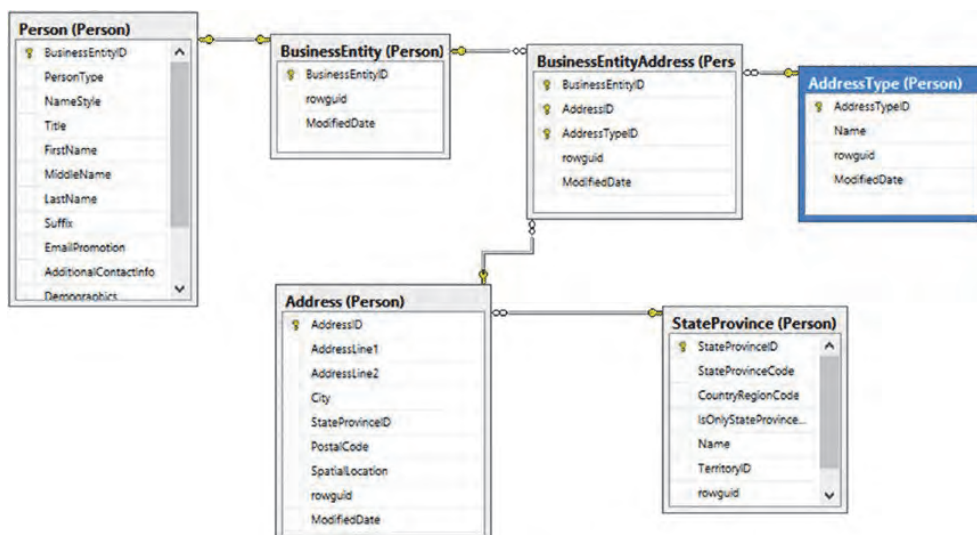 Person (Person)
BusinessEntityID
PersonType
NameStyle
Title
FirstName
MiddleName
LastName
Suffix
EmailPromotion
AdditionalContactInfo
Demographics
BusinessEntity (Person)
BusinessEntityID
rowguid
ModifiedDate
BusinessEntityAddress (Pers
BusinessEntityID
AddressID
AddressTypeID
rowguid
ModifiedDate
AddressType (Person)
AddressTypeID
Name
rowguid
ModifiedDate
Address (Person)
AddressID
AddressLine1
AddressLine2
City
StateProvinceID
PostalCode
SpatialLocation
rowguid
ModifiedDate
StateProvince (Person)
StateProvinceID
StateProvinceCode
CountryRegionCode
IsOnlyStateProvince...
Name
TerritoryID
rowguid